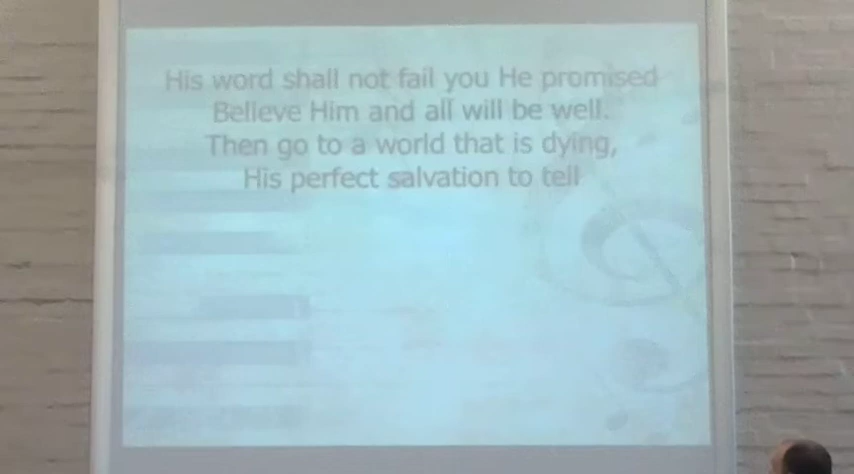 His word shall not fail you He promised
Believe Him and all will be well.
Then go to a world that is dying,
His perfect salvation to tell